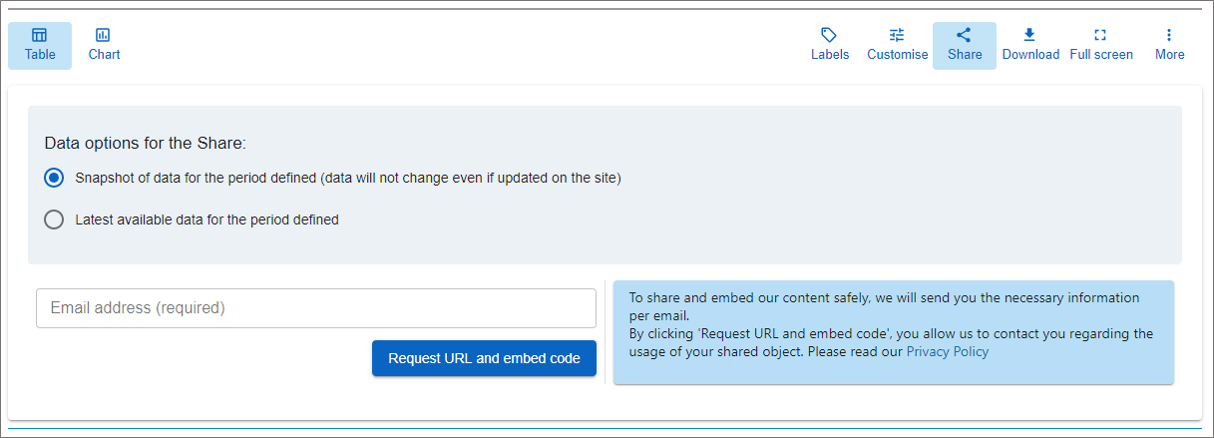 Table
Chart
Labels
Customise
Share
Download
Full screen
More
Data options for the Share:
Snapshot of data for the period defined (data will not change even if updated on the site)
Latest available data for the period defined
Email address (required)
Request URL and embed code
To share and embed our content safely, we will send you the necessary information
per email.
By clicking 'Request URL and embed code', you allow us to contact you regarding the
usage of your shared object. Please read our Privacy Policy